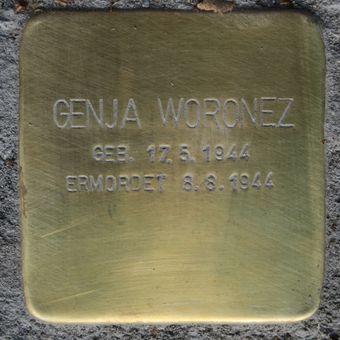 GENJA WORONEZ
GEB. 17.5.1944
ERMORDET 8.8.1944